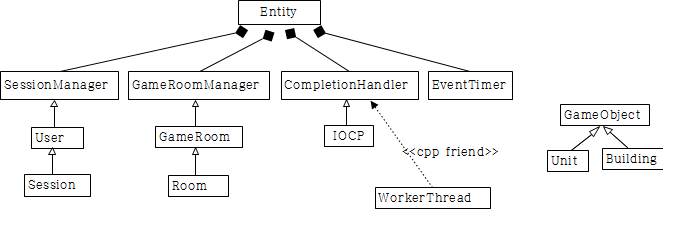 Entity
SessionManager
GameRoomManager
CompletionHandler
EventTimer
GameObject
User
GameRoom
IOCP
<<cpp friend>>
Unit
Building
Session
Room
WorkerThread